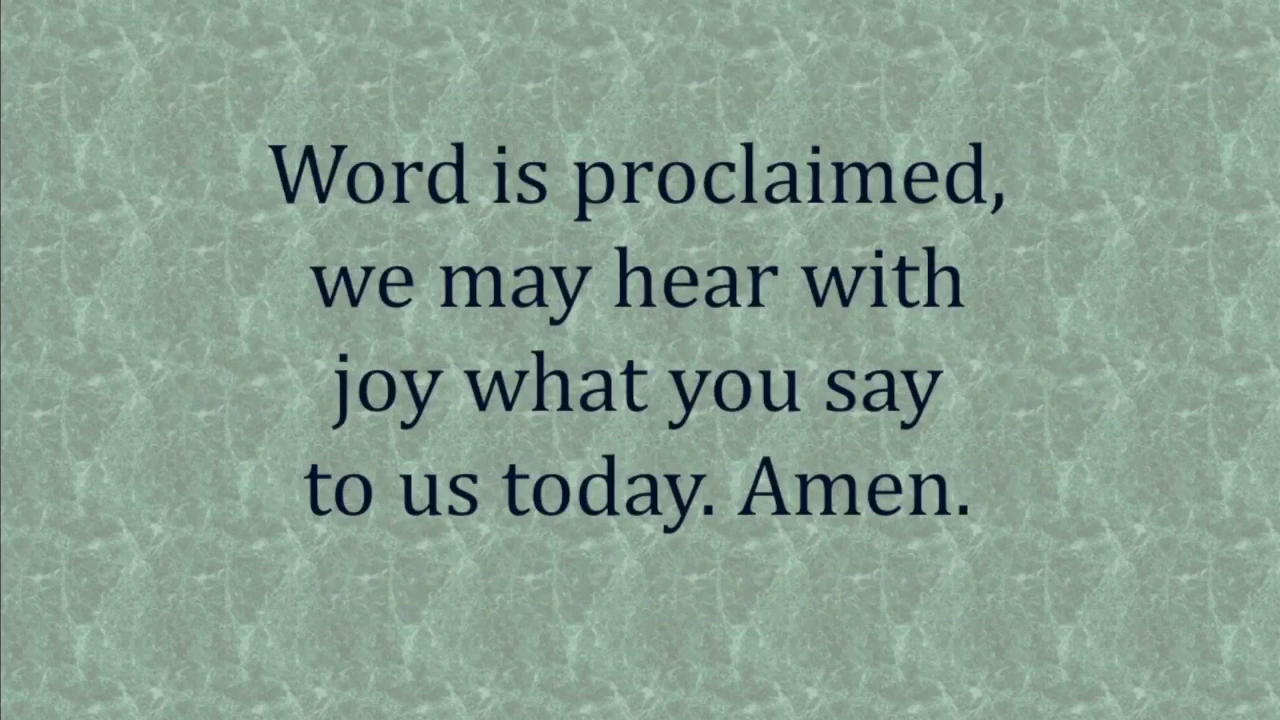 Word is proclaimed,
we may hear with
joy what you say
to us today. Amen.